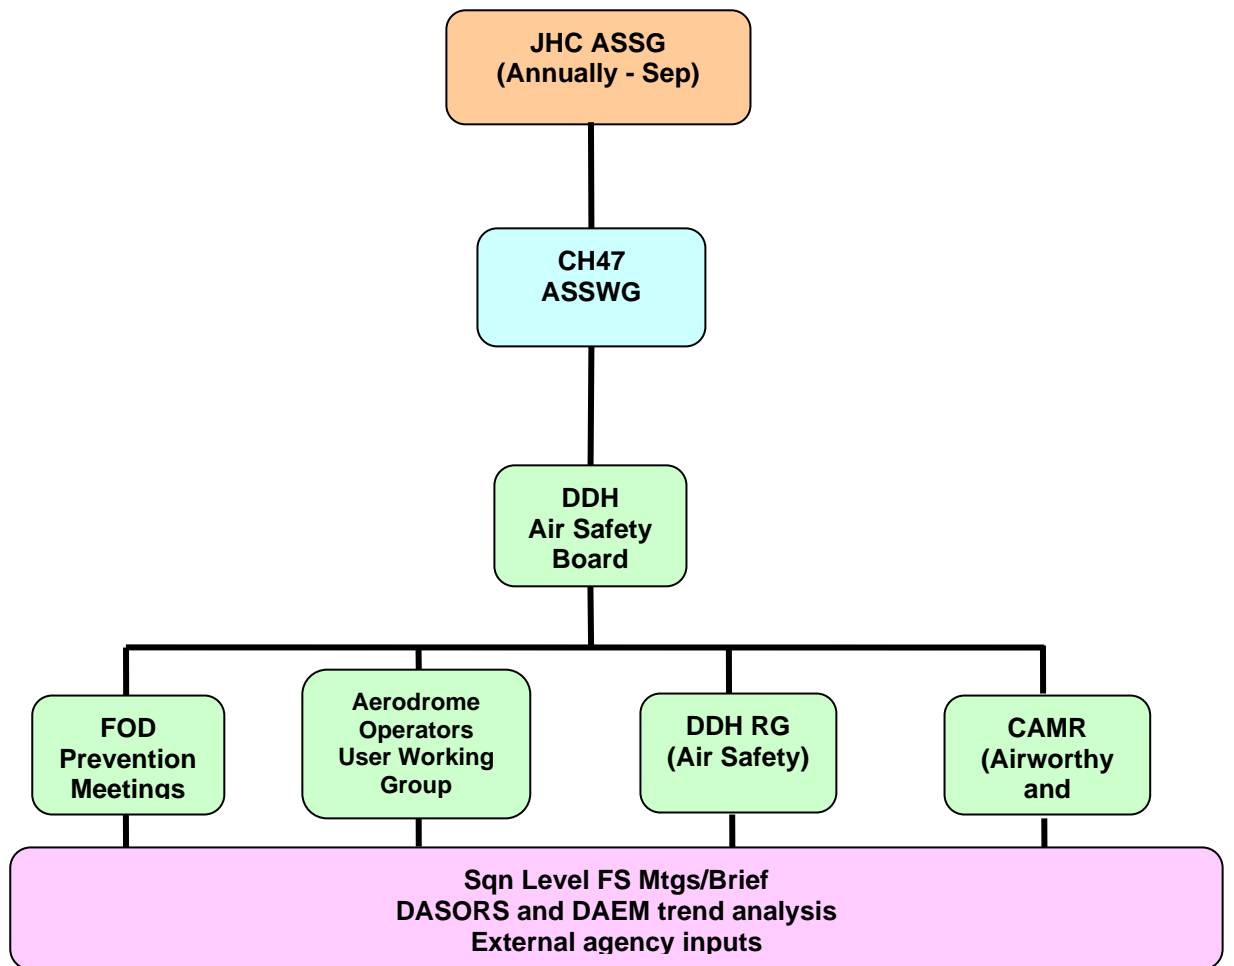 JHC ASSG
(Annually - Sep)
CH47
ASSWG
DDH
Air Safety
Board
FOD
Prevention
Meetings
Aerodrome
Operators
User Working
Group
DDH RG
(Air Safety)
CAMR
(Airworthy
and
Sqn Level FS Mtgs/Brief
DASORS and DAEM trend analysis
External agency inputs